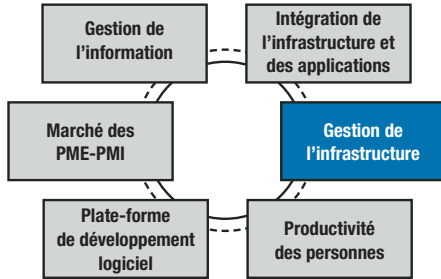 Gestion de
l'information
Intégration de
l'infrastructure et
des applications
Marché des
PME-PMI
Gestion de
l'infrastructure
Plate-forme
de développement
logiciel
Productivité
des personnes